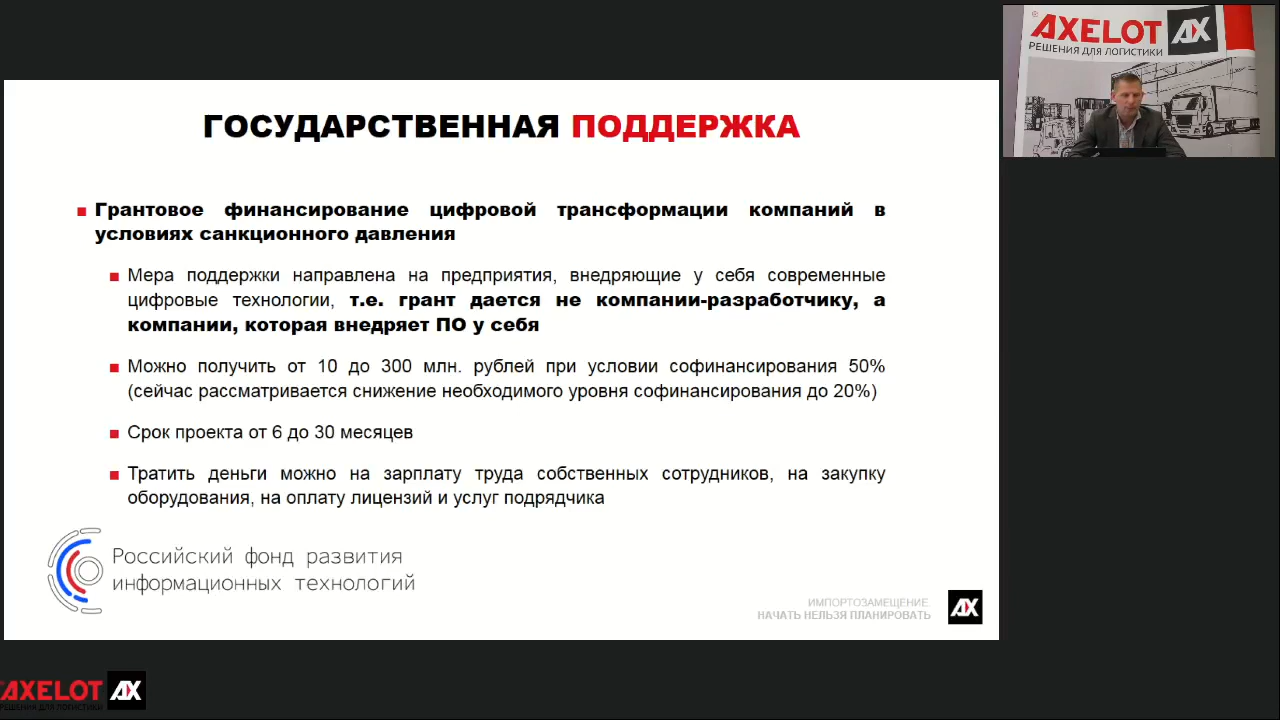 AXELOT AX
РЕШЕНИЯ ДЛЯ ЛОГИСТИКИ
ГОСУДАРСТВЕННАЯ ПОДДЕРЖКА
Грантовое финансирование цифровой трансформации компаний в
условиях санкционного давления
Мера поддержки направлена на предприятия, внедряющие у себя современные
цифровые технологии, т.е. грант дается не компании-разработчику, а
компании, которая внедряет ПО у себя
Можно получить от 10 до 300 млн. рублей при условии софинансирования 50%
(сейчас рассматривается снижение необходимого уровня софинансирования до 20%)
Срок проекта от 6 до 30 месяцев
Тратить деньги можно на зарплату труда собственных сотрудников, на закупку
оборудования, на оплату лицензий и услуг подрядчика
Российский фонд развития
информационных технологий
ИМПОРТОЗАМЕЩЕНИЕ.
НАЧАТЬ НЕЛЬЗЯ ПЛАНИРОВАТЬ
AX
AXELOT AX
РЕШЕНИЯ ДЛЯ ЛОГИСТИКИ